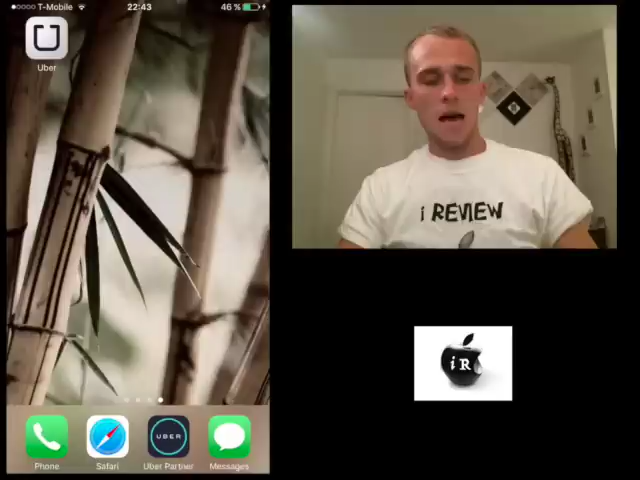 T-Mobile 22:43 46 %
Uber
i REVIEW
iR
UBER
Phone Safari Uber Partner Messages